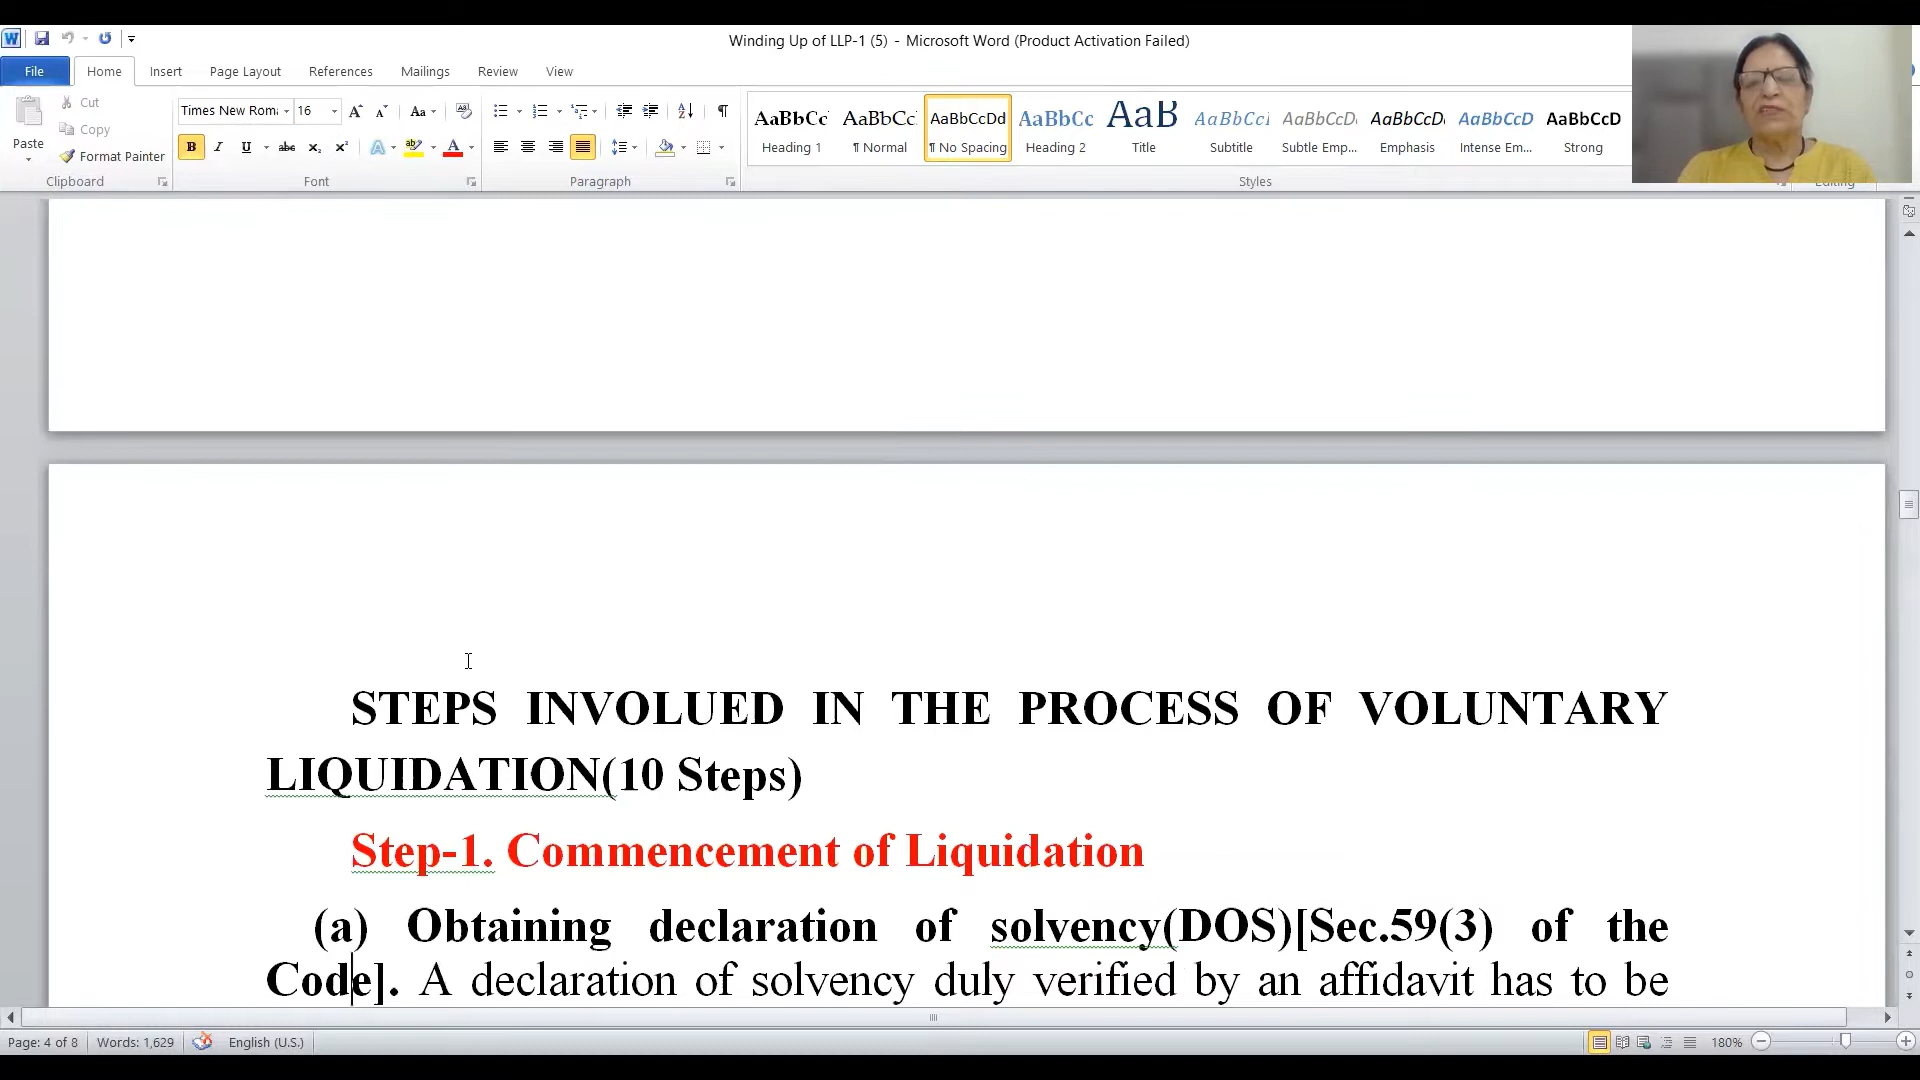 Winding Up of LLP-1 (5) - Microsoft Word (Product Activation Failed)
File Home Insert Page Layout References Mailings Review View
Paste
Cut
Copy
Format Painter
Clipboard
Times New Roma 16
Font
Paragraph
AaBbCc AaBbCc AaBbCcDd AaBbCc AaB AaBbCcI AaBbCcD AaBbCcD AaBbCcD AaBbCcD
Heading 1 ¶ Normal ¶ No Spacing Heading 2 Title Subtitle Subtle Emp... Emphasis Intense Em... Strong
Styles
Editing
STEPS INVOLUED IN THE PROCESS OF VOLUNTARY
LIQUIDATION(10 Steps)
Step-1. Commencement of Liquidation
(a) Obtaining declaration of solvency(DOS)[Sec.59(3) of the
Code]. A declaration of solvency duly verified by an affidavit has to be
Page: 4 of 8 Words: 1,629 English (U.S.) 180%